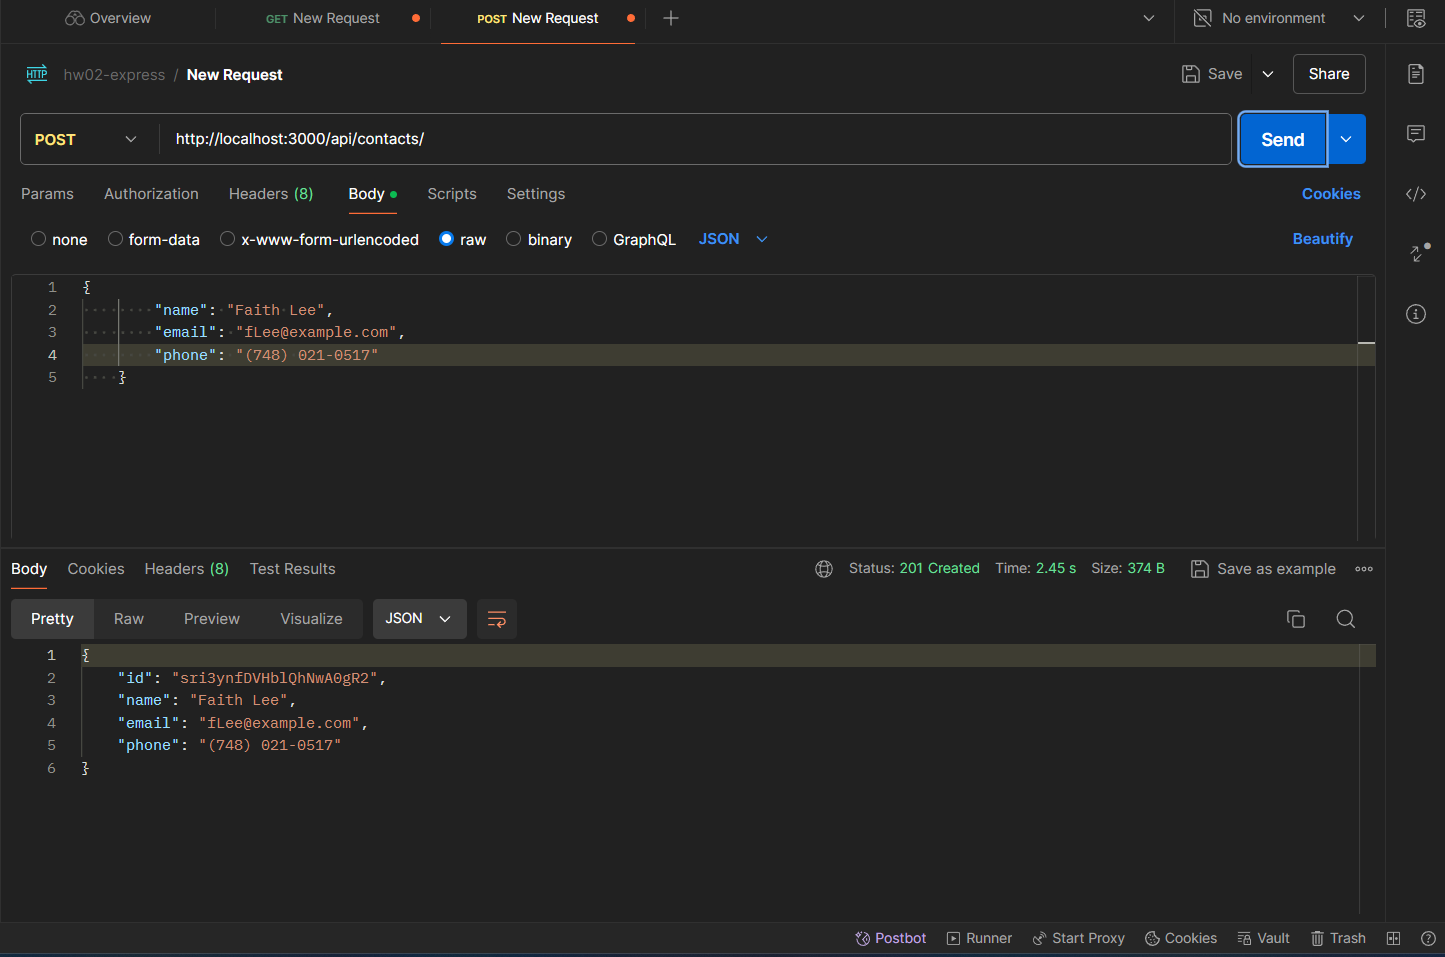 Overview GET New Request POST New Request No environment
HTTP hw02-express / New Request Save Share
POST http://localhost:3000/api/contacts/ Send
Params Authorization Headers (8) Body Scripts Settings Cookies
none form-data x-www-form-urlencoded raw binary GraphQL JSON Beautify
1 {
2 "name": "Faith Lee",
3 "email": "fLee@example.com",
4 "phone": "(748) 021-0517"
5 }
Body Cookies Headers (8) Test Results Status: 201 Created Time: 2.45 s Size: 374 B Save as example
Pretty Raw Preview Visualize JSON
1 {
2 "id": "sri3ynfDVHblQhNwA0gR2",
3 "name": "Faith Lee",
4 "email": "fLee@example.com",
5 "phone": "(748) 021-0517"
6 }
Postbot Runner Start Proxy Cookies Vault Trash